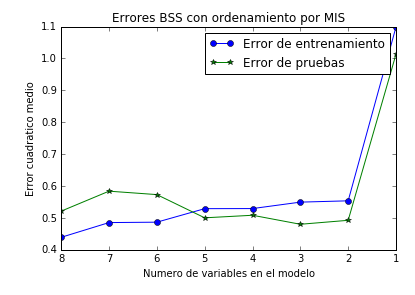 Errores BSS con ordenamiento por MIS
Error de entrenamiento
Error de pruebas
Error cuadratico medio
1.1
1.0
0.9
0.8
0.7
0.6
0.5
0.4
8 7 6 5 4 3 2 1
Numero de variables en el modelo